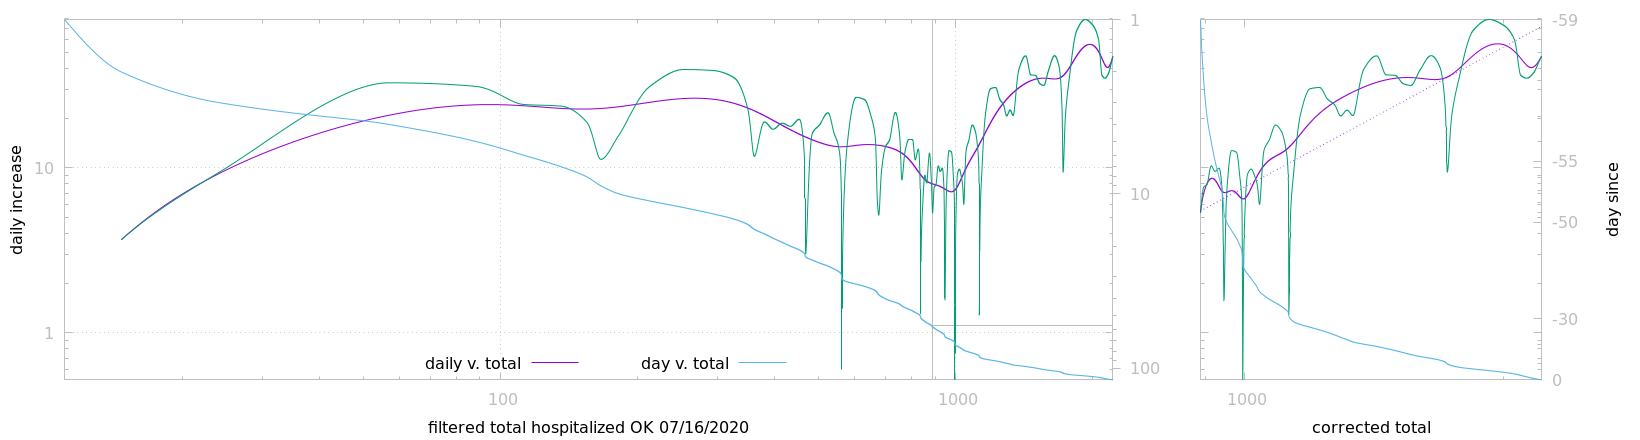 1
-59
daily increase
10
-55
10
-50
day since
1
-30
daily v. total
day v. total
100
0
100
1000
1000
filtered total hospitalized OK 07/16/2020
corrected total